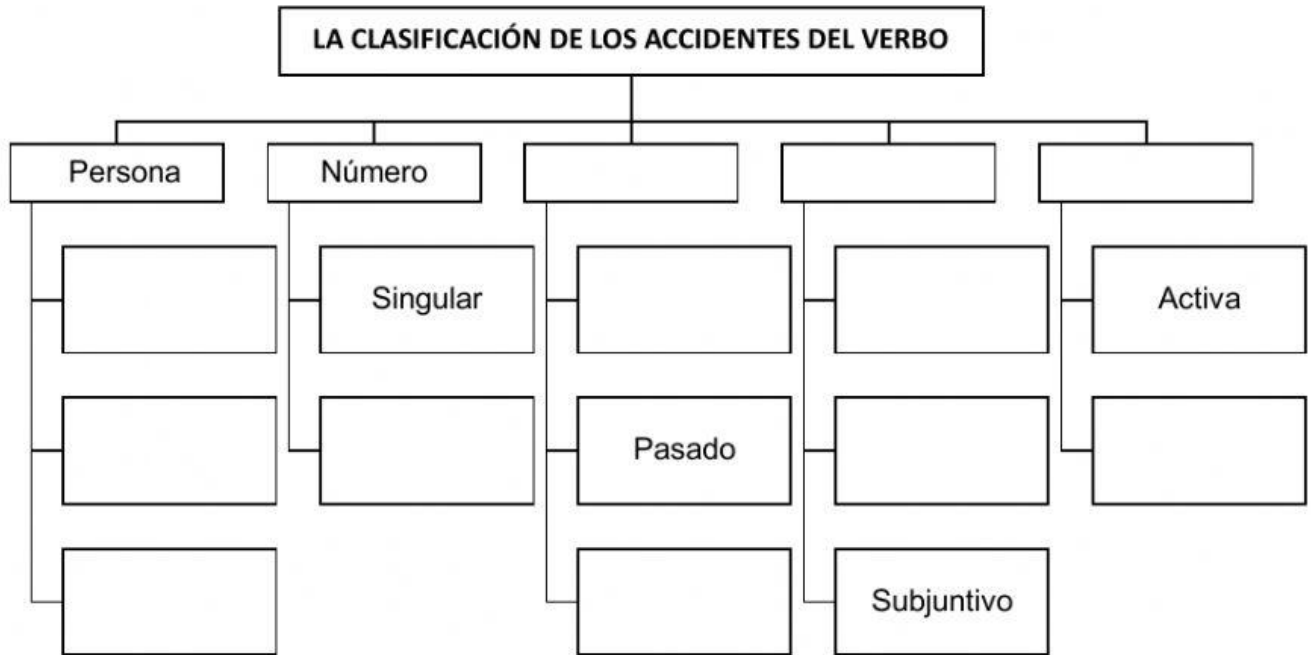 LA CLASIFICACIÓN DE LOS ACCIDENTES DEL VERBO
Persona
Número
Singular
Activa
Pasado
Subjuntivo